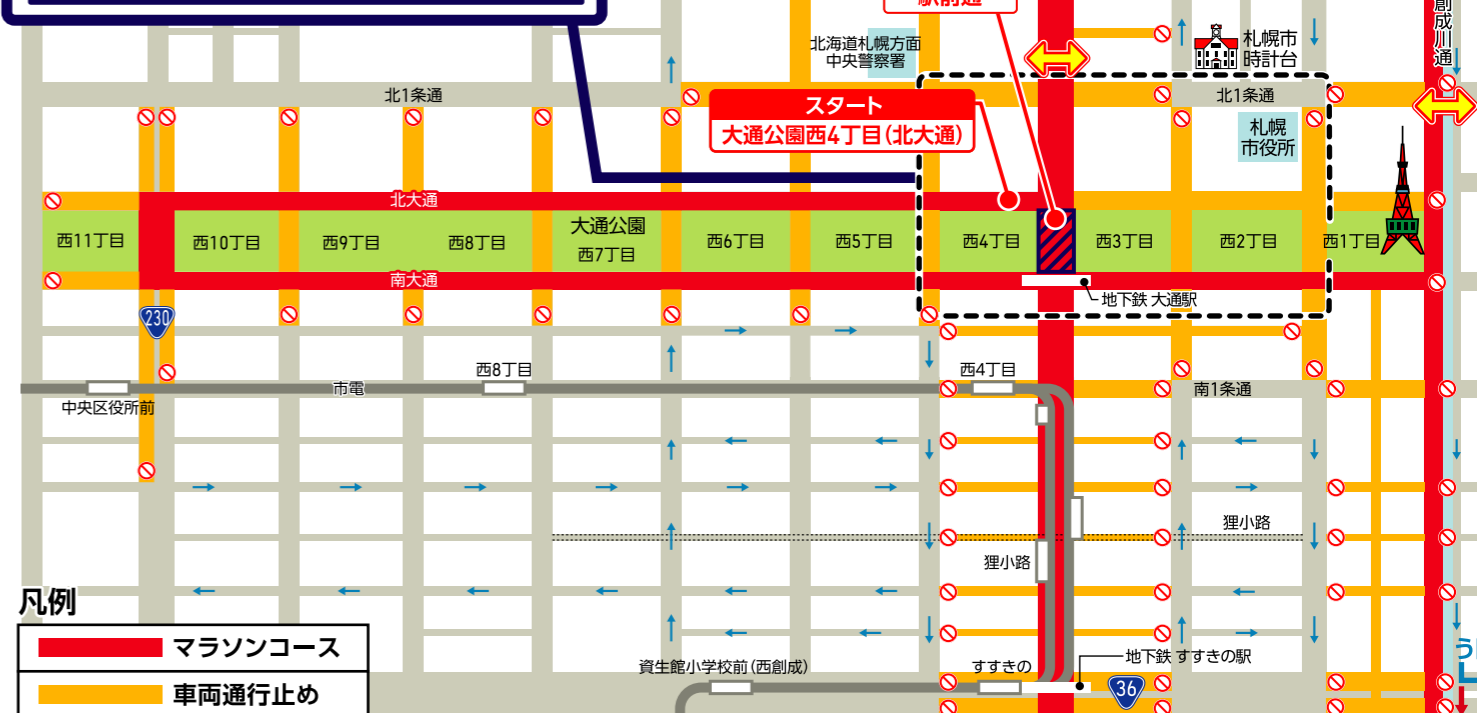 駅前通
創成川通
北海道札幌方面
中央警察署
札幌市
時計台
北1条通
北1条通
スタート
大通公園西4丁目(北大通)
札幌
市役所
北大通
西11丁目
西10丁目
西9丁目
西8丁目
大通公園
西7丁目
西6丁目
西5丁目
西4丁目
西3丁目
西2丁目
西1丁目
南大通
地下鉄 大通駅
230
西8丁目
西4丁目
市電
南1条通
中央区役所前
狸小路
狸小路
凡例
マラソンコース
車両通行止め
資生館小学校前(西創成)
すすきの
地下鉄 すすきの駅
36